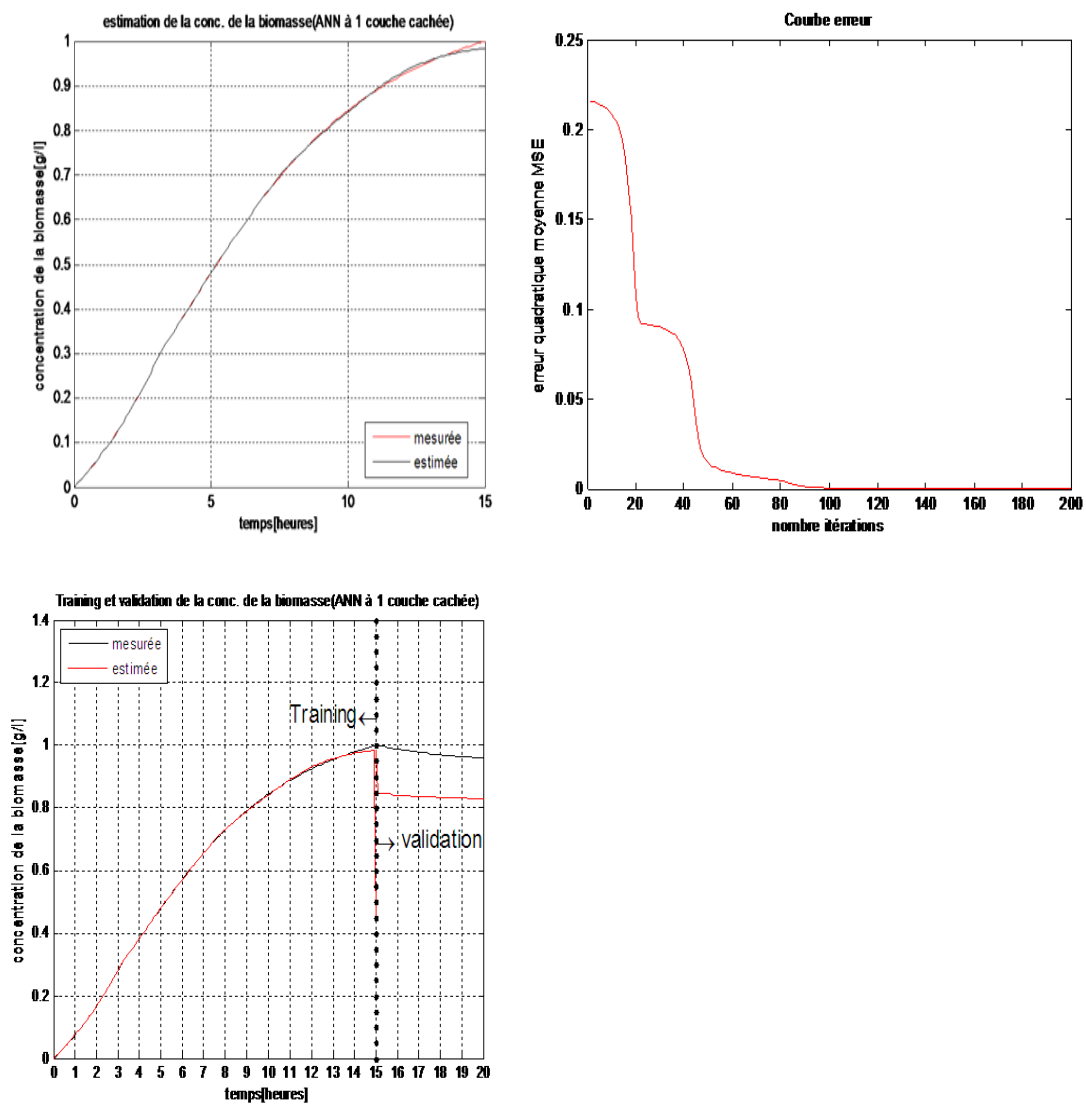 estimation de la conc. de la biomasse(ANN à 1 couche cachée)
concentration de la biomasse[g/l]
1
0.9
0.8
0.7
0.6
0.5
0.4
0.3
0.2
0.1
0
mesurée
estimée
0 5 10 15
temps[heures]
Courbe erreur
erreur quadratique moyenne MSE
0.25
0.2
0.15
0.1
0.05
0
0 20 40 60 80 100 120 140 160 180 200
nombre itérations
Training et validation de la conc. de la biomasse(ANN à 1 couche cachée)
concentration de la biomasse[g/l]
1.4
1.2
1
0.8
0.6
0.4
0.2
0
mesurée
estimée
Training←
→validation
0 1 2 3 4 5 6 7 8 9 10 11 12 13 14 15 16 17 18 19 20
temps[heures]